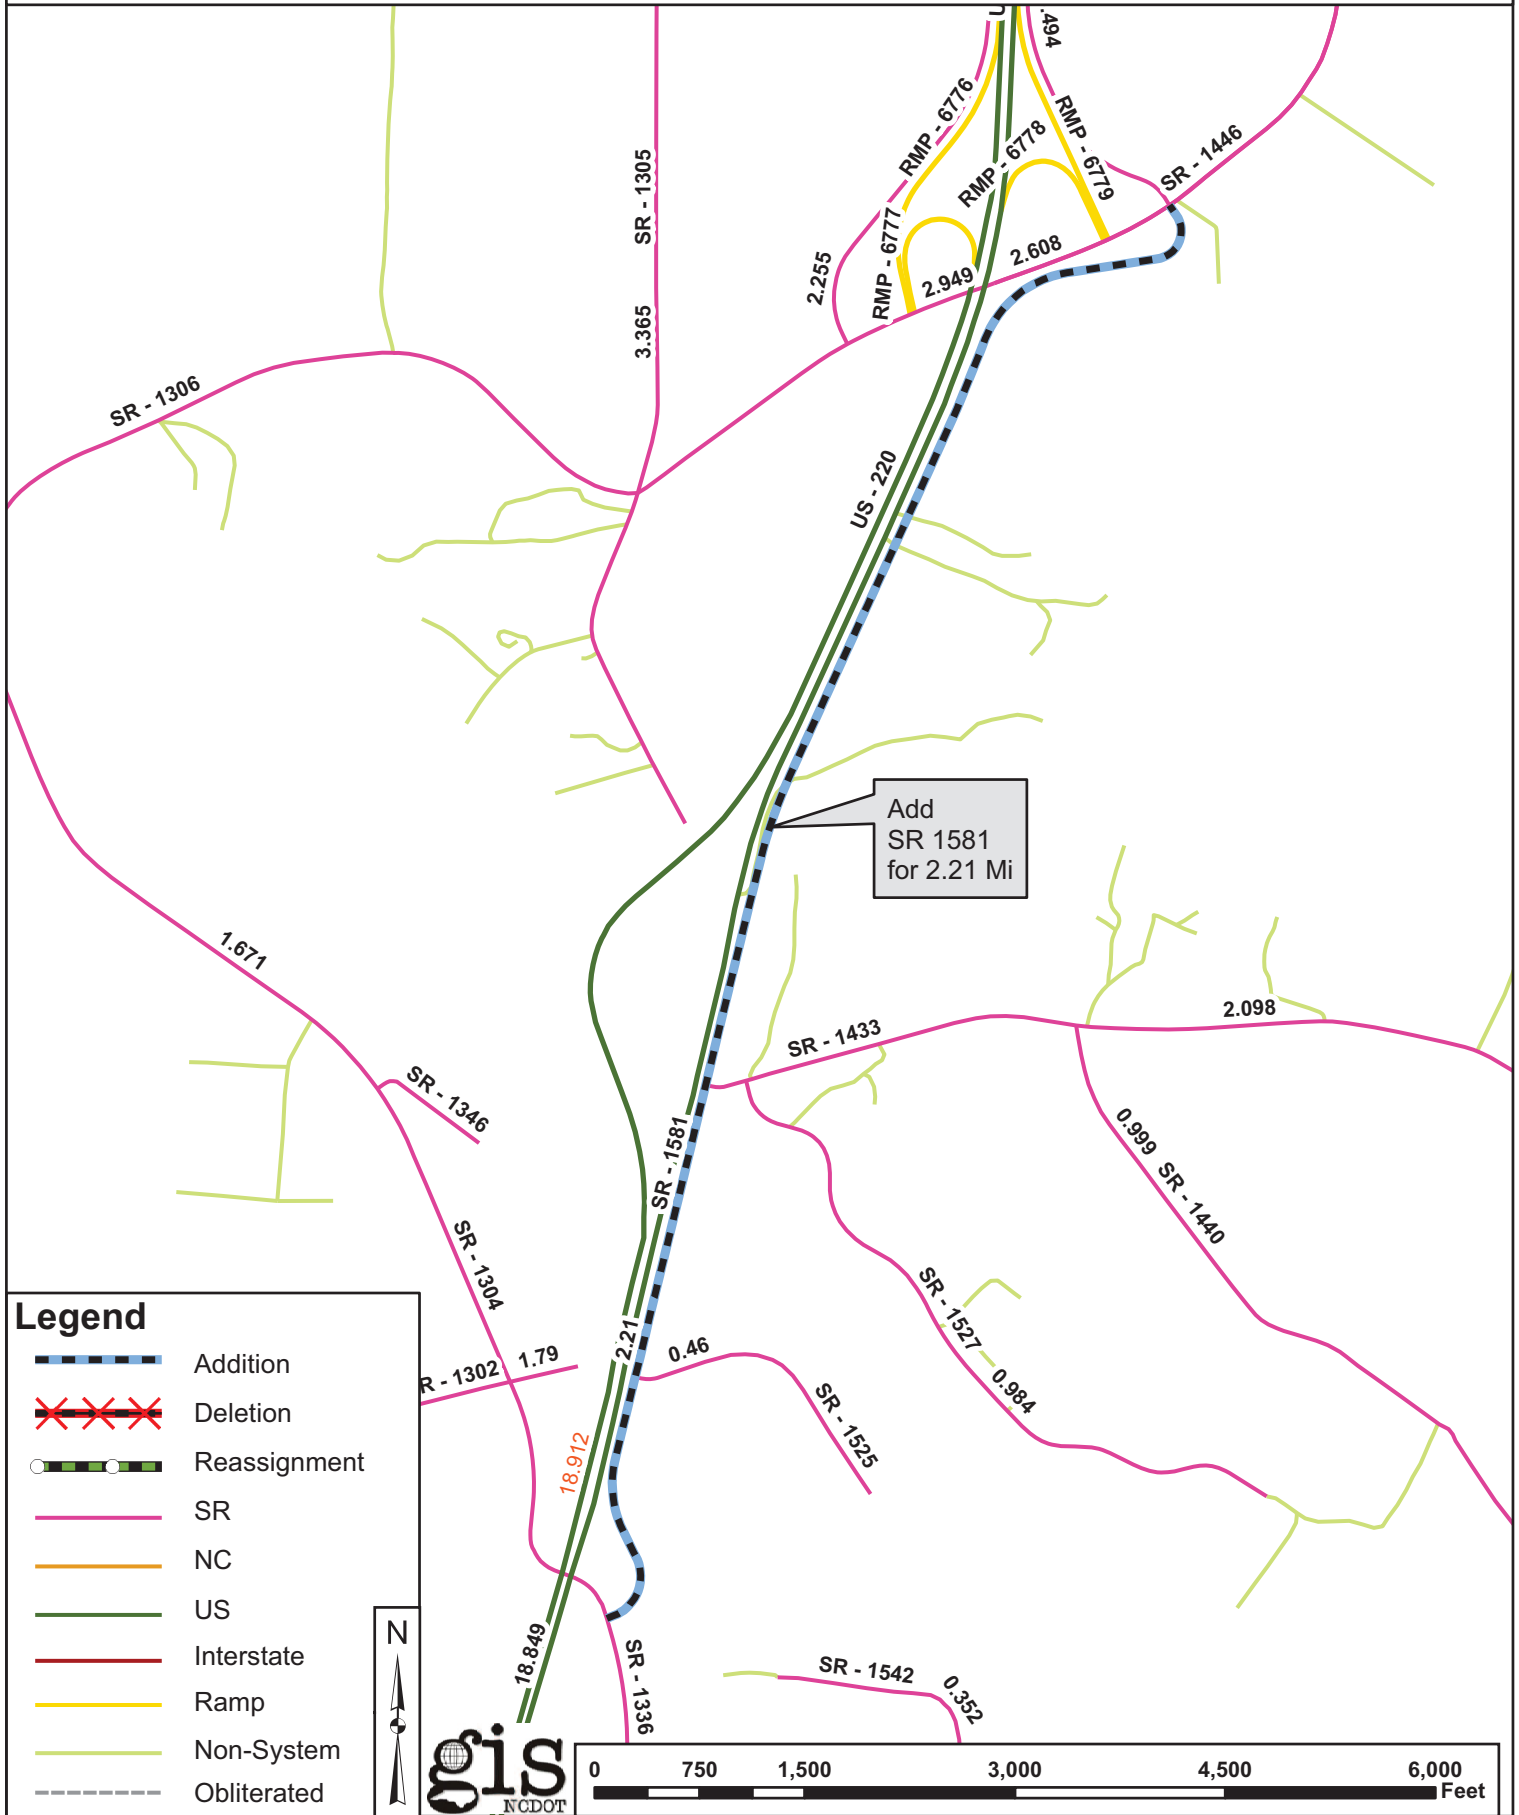 U
.494
RMP - 6776
RMP - 6778
RMP - 6779
SR - 1446
SR - 1305
RMP - 6777
2.255
2.949
2.608
3.365
SR - 1306
US - 220
Add
SR 1581
for 2.21 Mi
1.671
SR - 1433
2.098
SR - 1346
SR - 1581
0.999
SR - 1440
SR - 1304
SR - 1527
0.984
2.21
0.46
SR - 1525
R - 1302
1.79
18.912
18.849
SR - 1336
SR - 1542
0.352
Legend
Addition
Deletion
Reassignment
SR
NC
US
Interstate
Ramp
Non-System
Obliterated
N
gis
NCDOT
0 750 1,500 3,000 4,500 6,000
Feet